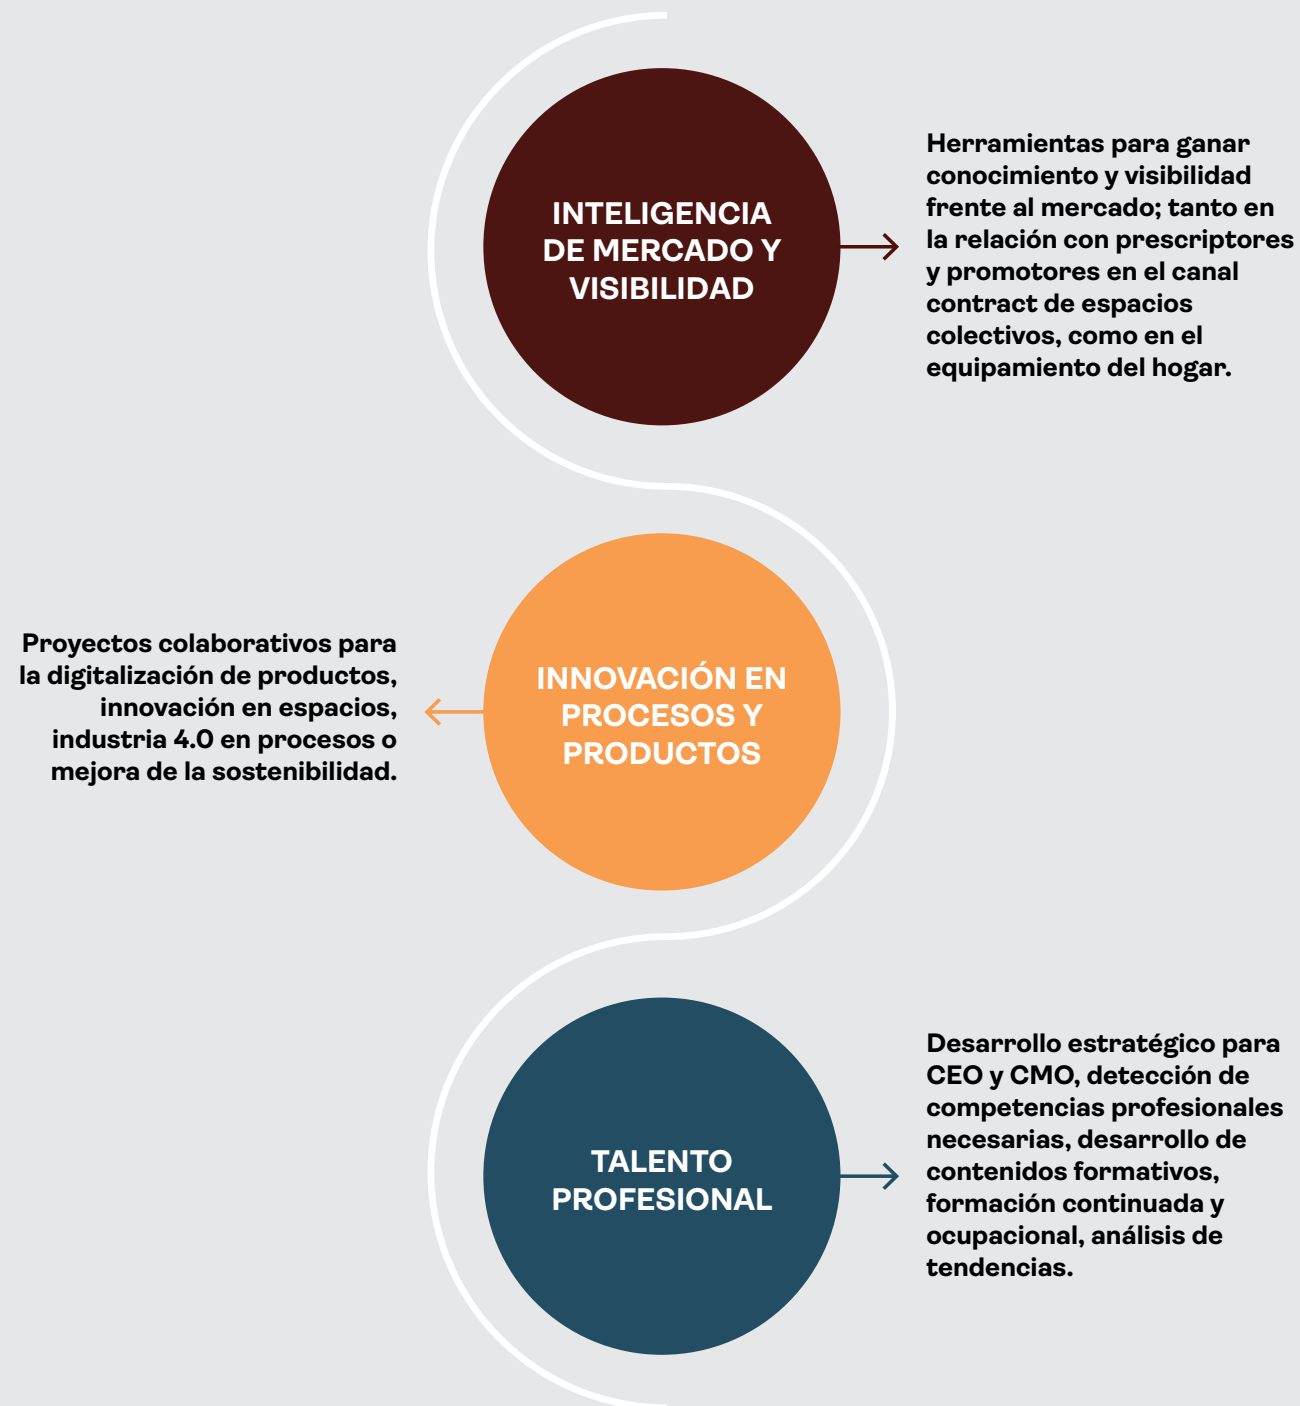 INTELIGENCIA
DE MERCADO Y
VISIBILIDAD
Herramientas para ganar
conocimiento y visibilidad
frente al mercado; tanto en
la relación con prescriptores
y promotores en el canal
contract de espacios
colectivos, como en el
equipamiento del hogar.
Proyectos colaborativos para
la digitalización de productos,
innovación en espacios,
industria 4.0 en procesos o
mejora de la sostenibilidad.
INNOVACIÓN EN
PROCESOS Y
PRODUCTOS
TALENTO
PROFESIONAL
Desarrollo estratégico para
CEO y CMO, detección de
competencias profesionales
necesarias, desarrollo de
contenidos formativos,
formación continuada y
ocupacional, análisis de
tendencias.